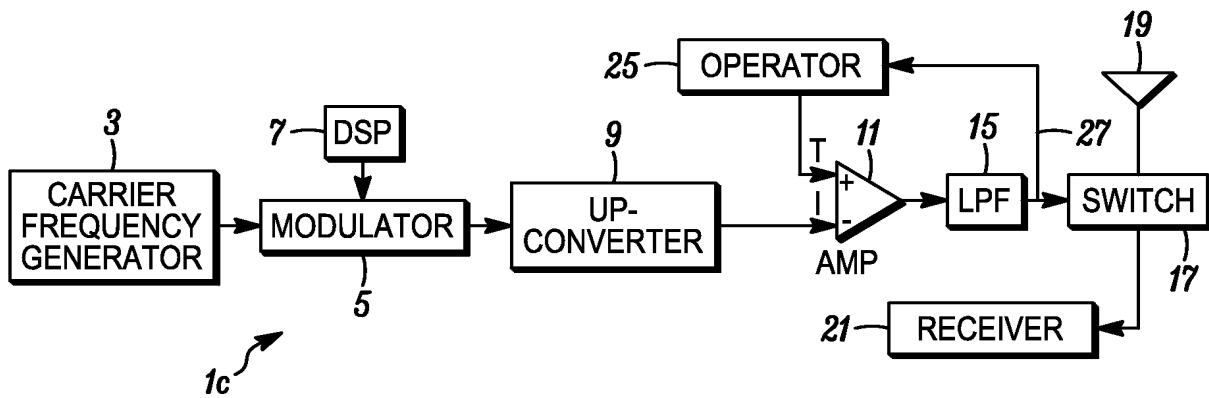 19
25
OPERATOR
3
7
DSP
9
T
11
15
27
CARRIER
FREQUENCY
GENERATOR
MODULATOR
UP-
CONVERTER
I
+
-
LPF
SWITCH
AMP
5
17
21
RECEIVER
1c